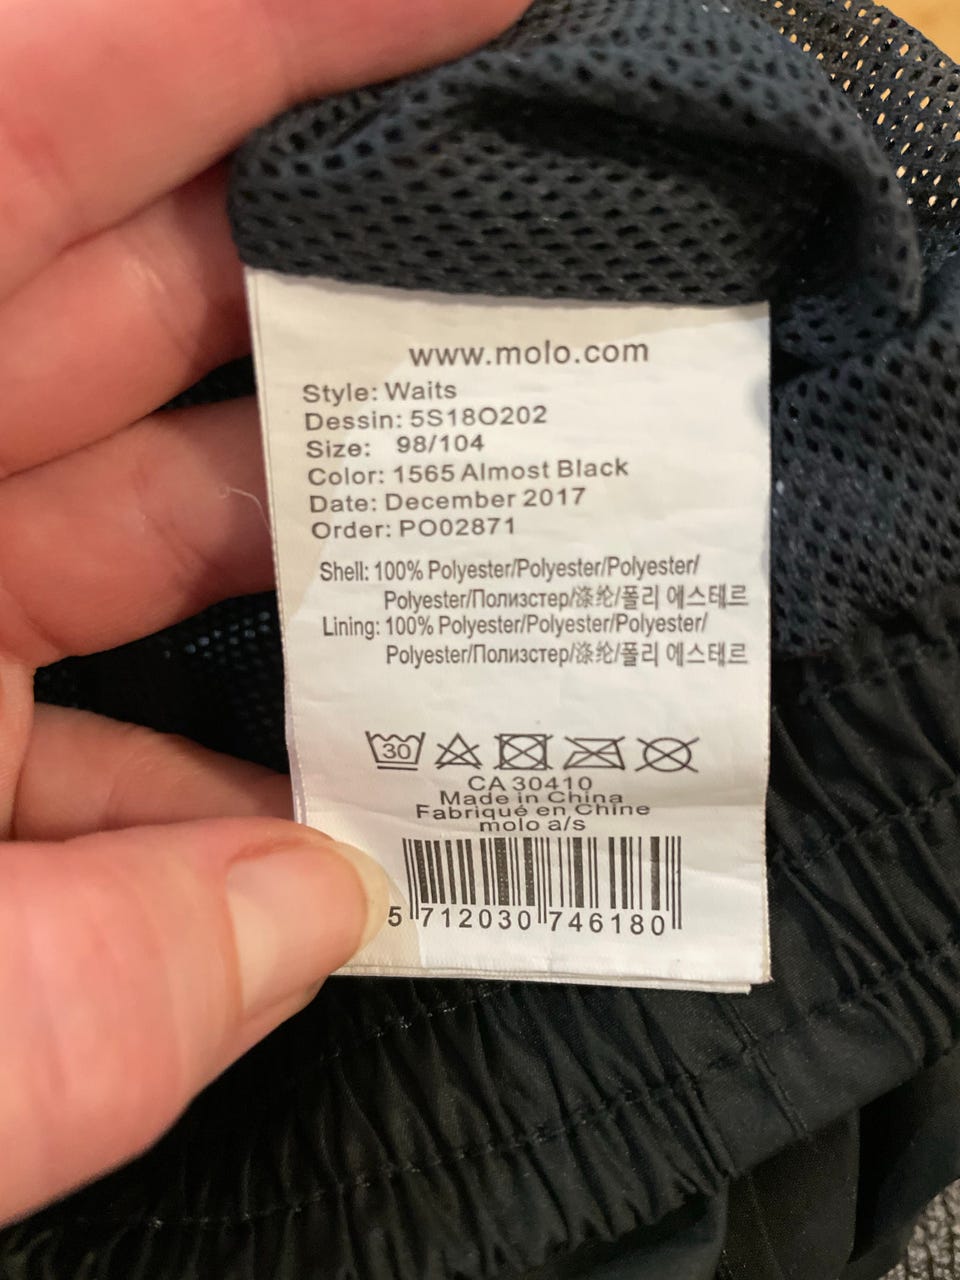 www.molo.com
Style: Waits
Dessin: 5S18O202
Size: 98/104
Color: 1565 Almost Black
Date: December 2017
Order: PO02871
Shell: 100% Polyester/Polyester/Polyester/
Polyester/Полиэстер/涤纶/폴리 에스테르
Lining: 100% Polyester/Polyester/Polyester/
Polyester/Полиэстер/涤纶/폴리 에스테르
30
CA 30410
Made in China
Fabriqué en Chine
molo a/s
5 712030 746180